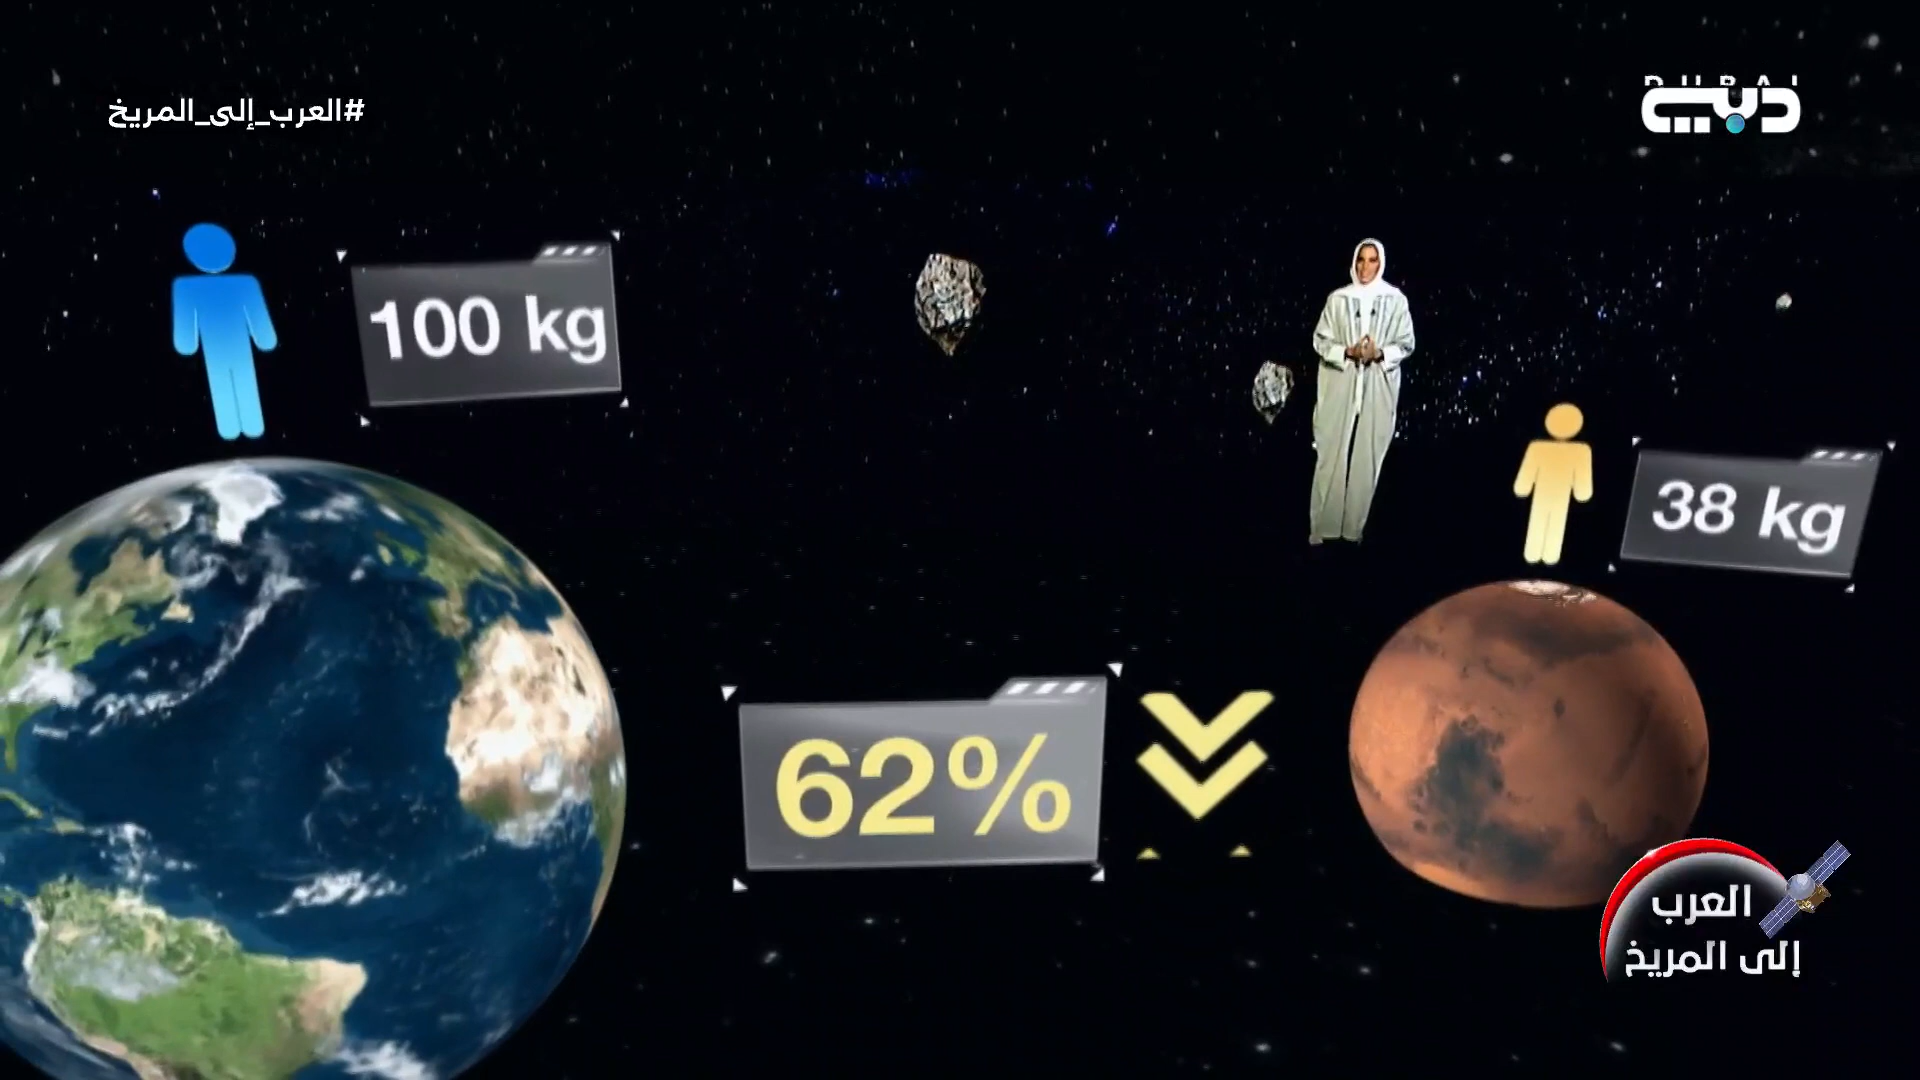 #العرب_إلى_المريخ
DUBAI
دبي
100 kg
38 kg
62%
العرب
إلى المريخ